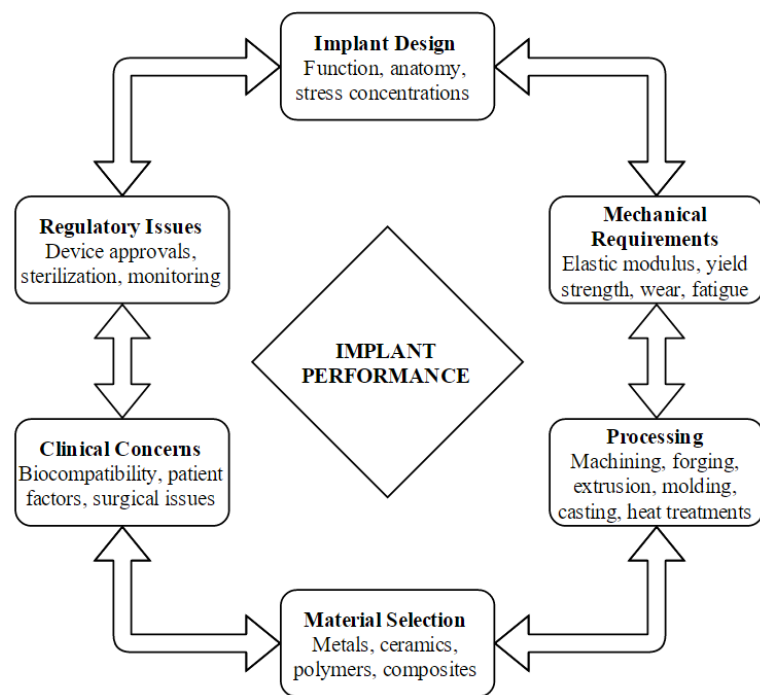 Implant Design
Function, anatomy,
stress concentrations
Regulatory Issues
Device approvals,
sterilization, monitoring
Mechanical
Requirements
Elastic modulus, yield
strength, wear, fatigue
IMPLANT
PERFORMANCE
Clinical Concerns
Biocompatibility, patient
factors, surgical issues
Processing
Machining, forging,
extrusion, molding,
casting, heat treatments
Material Selection
Metals, ceramics,
polymers, composites